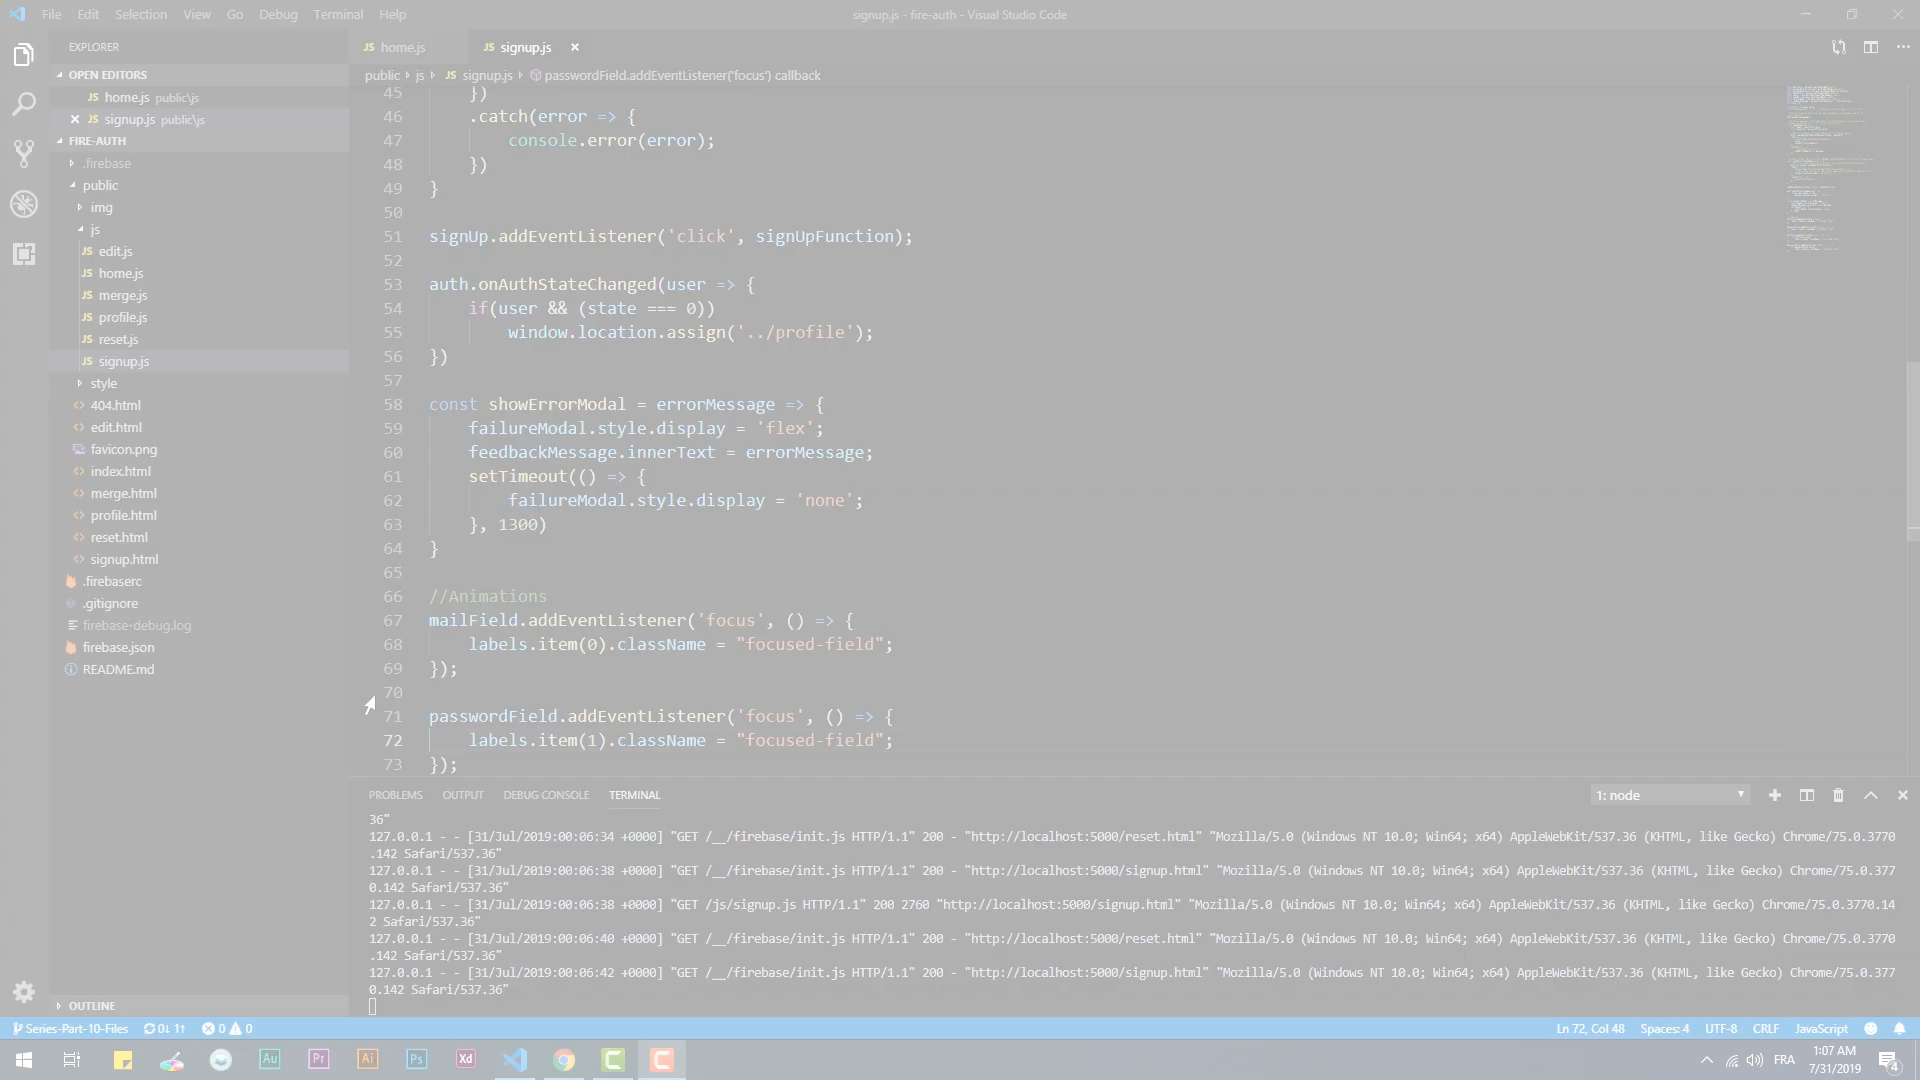 File Edit Selection View Go Debug Terminal Help
signup.js - fire-auth - Visual Studio Code
EXPLORER
OPEN EDITORS
JS home.js public\js
JS signup.js public\js
FIRE-AUTH
.firebase
public
img
js
JS edit.js
JS home.js
JS merge.js
JS profile.js
JS reset.js
JS signup.js
style
404.html
edit.html
favicon.png
index.html
merge.html
profile.html
reset.html
signup.html
.firebaserc
.gitignore
firebase-debug.log
firebase.json
README.md
OUTLINE
JS home.js JS signup.js
public js JS signup.js passwordField.addEventListener('focus') callback
45 })
46 .catch(error => {
47 console.error(error);
48 })
49 }
50
51 signUp.addEventListener('click', signUpFunction);
52
53 auth.onAuthStateChanged(user => {
54 if(user && (state === 0))
55 window.location.assign('../profile');
56 })
57
58 const showErrorModal = errorMessage => {
59 failureModal.style.display = 'flex';
60 feedbackMessage.innerText = errorMessage;
61 setTimeout(() => {
62 failureModal.style.display = 'none';
63 }, 1300)
64 }
65
66 //Animations
67 mailField.addEventListener('focus', () => {
68 labels.item(0).className = "focused-field";
69 });
70
71 passwordField.addEventListener('focus', () => {
72 labels.item(1).className = "focused-field";
73 });
PROBLEMS OUTPUT DEBUG CONSOLE TERMINAL 1: node
36"
127.0.0.1 - - [31/Jul/2019:00:06:34 +0000] "GET /__/firebase/init.js HTTP/1.1" 200 - "http://localhost:5000/reset.html" "Mozilla/5.0 (Windows NT 10.0; Win64; x64) AppleWebKit/537.36 (KHTML, like Gecko) Chrome/75.0.3770
.142 Safari/537.36"
127.0.0.1 - - [31/Jul/2019:00:06:38 +0000] "GET /__/firebase/init.js HTTP/1.1" 200 - "http://localhost:5000/signup.html" "Mozilla/5.0 (Windows NT 10.0; Win64; x64) AppleWebKit/537.36 (KHTML, like Gecko) Chrome/75.0.377
0.142 Safari/537.36"
127.0.0.1 - - [31/Jul/2019:00:06:38 +0000] "GET /js/signup.js HTTP/1.1" 200 2760 "http://localhost:5000/signup.html" "Mozilla/5.0 (Windows NT 10.0; Win64; x64) AppleWebKit/537.36 (KHTML, like Gecko) Chrome/75.0.3770.14
2 Safari/537.36"
127.0.0.1 - - [31/Jul/2019:00:06:40 +0000] "GET /__/firebase/init.js HTTP/1.1" 200 - "http://localhost:5000/reset.html" "Mozilla/5.0 (Windows NT 10.0; Win64; x64) AppleWebKit/537.36 (KHTML, like Gecko) Chrome/75.0.3770
.142 Safari/537.36"
127.0.0.1 - - [31/Jul/2019:00:06:42 +0000] "GET /__/firebase/init.js HTTP/1.1" 200 - "http://localhost:5000/signup.html" "Mozilla/5.0 (Windows NT 10.0; Win64; x64) AppleWebKit/537.36 (KHTML, like Gecko) Chrome/75.0.377
0.142 Safari/537.36"
Series-Part-10-Files 0↓ 1↑ 0 0 Ln 72, Col 48 Spaces: 4 UTF-8 CRLF JavaScript
Au Pr Ai Ps Xd FRA 1:07 AM
7/31/2019 4